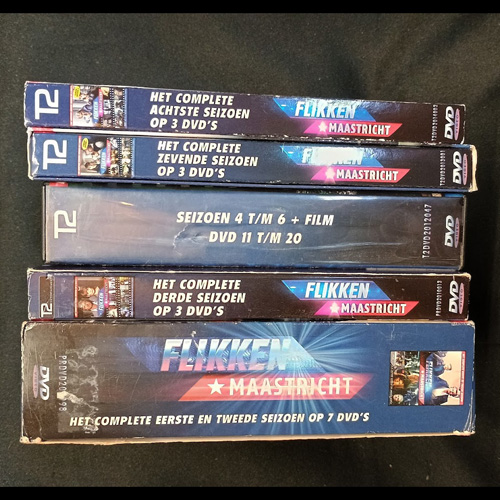 T2
HET COMPLETE
ACHTSTE SEIZOEN
OP 3 DVD'S
FLIKKEN
MAASTRICHT
DVD
T2
HET COMPLETE
ZEVENDE SEIZOEN
OP 3 DVD'S
FLIKKEN
MAASTRICHT
DVD
T2
SEIZOEN 4 T/M 6 + FILM
DVD 11 T/M 20
T2DVD2012047
DVD
T2
HET COMPLETE
DERDE SEIZOEN
OP 3 DVD'S
FLIKKEN
MAASTRICHT
DVD
FLIKKEN
MAASTRICHT
HET COMPLETE EERSTE EN TWEEDE SEIZOEN OP 7 DVD'S
DVD